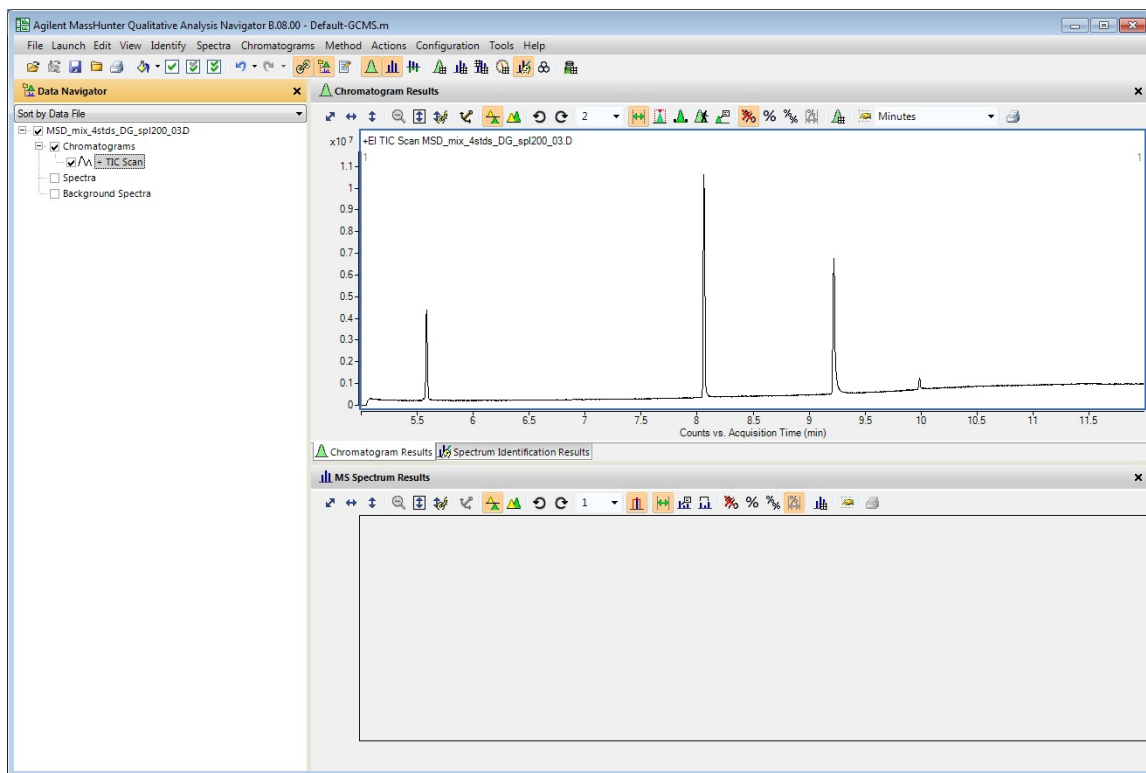 Agilent MassHunter Qualitative Analysis Navigator B.08.00 - Default-GCMS.m
File Launch Edit View Identify Spectra Chromatograms Method Actions Configuration Tools Help
Data Navigator
Sort by Data File
MSD_mix_4stds_DG_spl200_03.D
Chromatograms
+ TIC Scan
Spectra
Background Spectra
Chromatogram Results
2 % Minutes
x10 7
+EI TIC Scan MSD_mix_4stds_DG_spl200_03.D
1 1
1.1
1
0.9
0.8
0.7
0.6
0.5
0.4
0.3
0.2
0.1
0
5.5 6 6.5 7 7.5 8 8.5 9 9.5 10 10.5 11 11.5
Counts vs. Acquisition Time (min)
Chromatogram Results Spectrum Identification Results
MS Spectrum Results
1 %